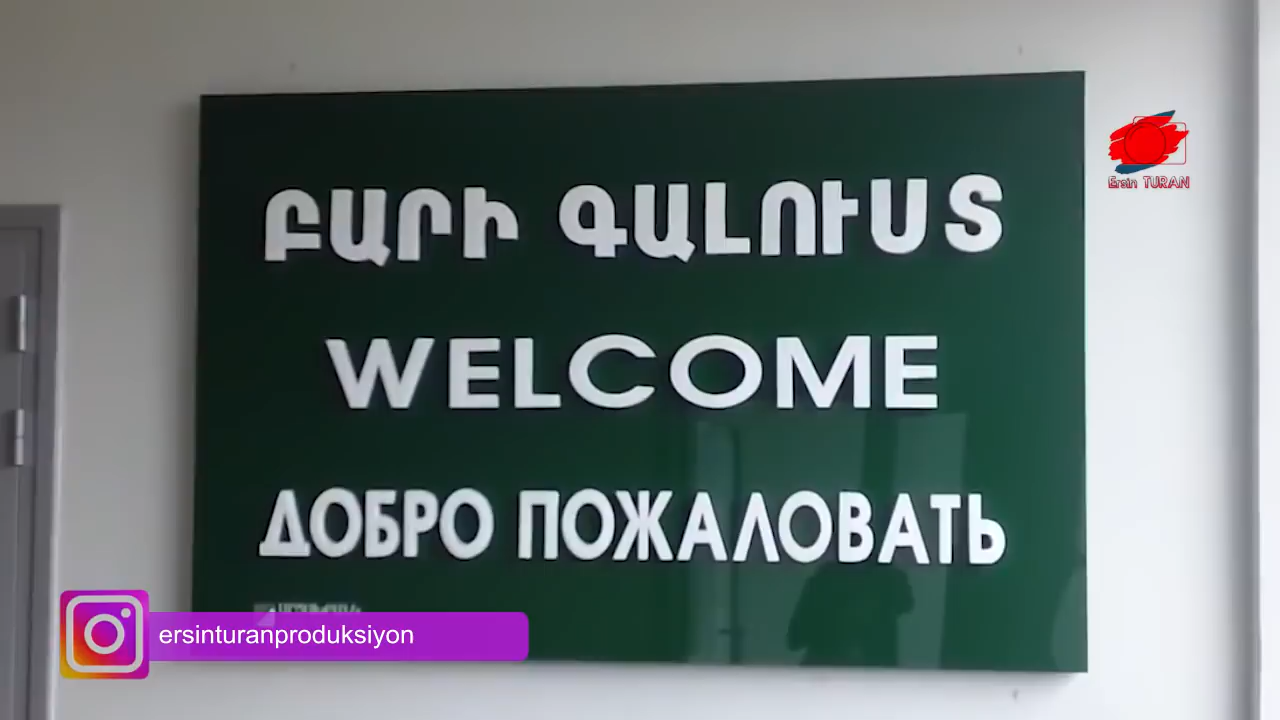 Ersin TURAN
ԲԱՐԻ ԳԱԼՈՒՍՏ
WELCOME
ДОБРО ПОЖАЛОВАТЬ
ersinturanproduksiyon